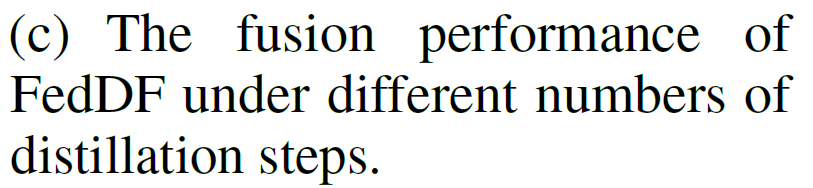 (c) The fusion performance of
FedDF under different numbers of
distillation steps.